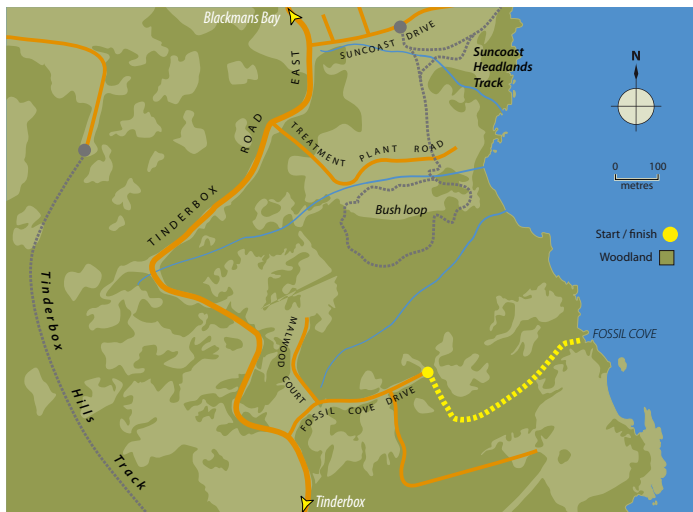 Blackmans Bay
SUNCOAST DRIVE
Suncoast
Headlands
Track
N
TINDERBOX ROAD EAST
TREATMENT PLANT ROAD
0 100
metres
Bush loop
Start / finish
Woodland
Tinderbox Hills Track
MALWOOD COURT
FOSSIL COVE
FOSSIL COVE DRIVE
Tinderbox